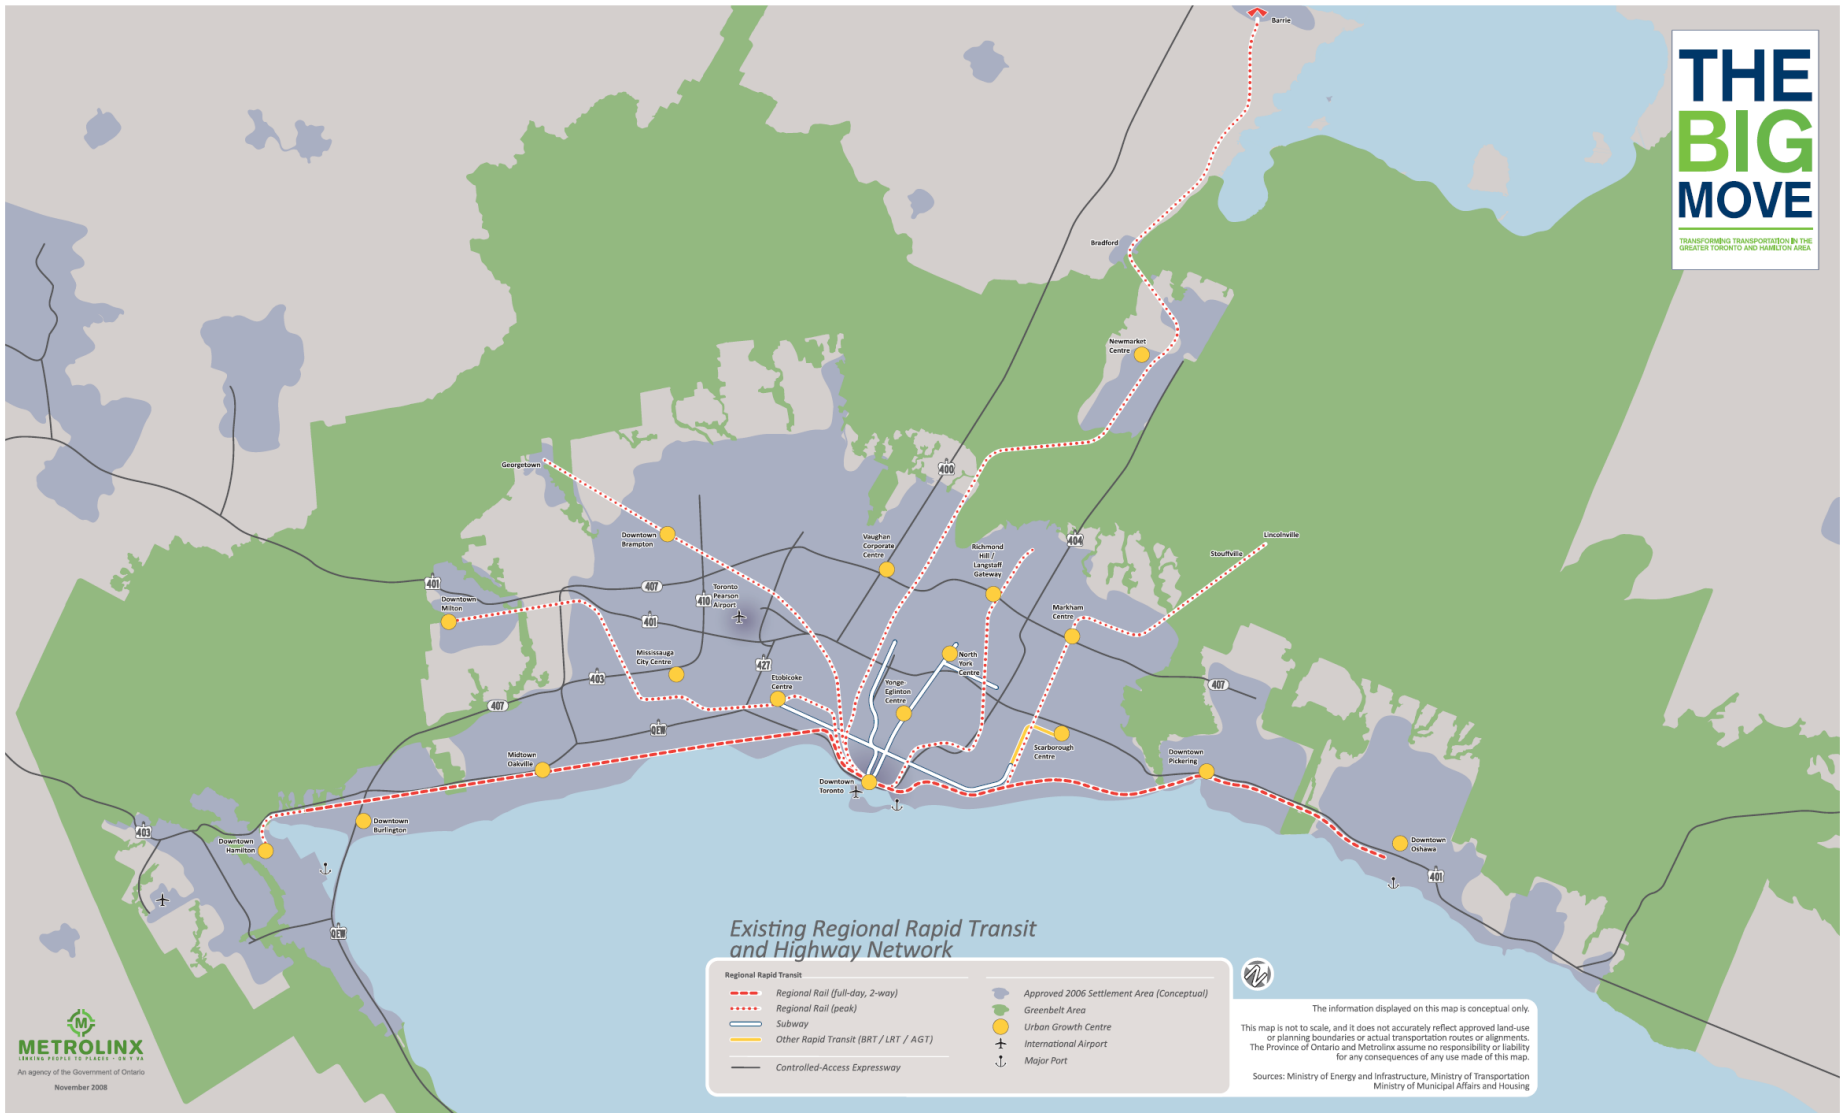 Barrie
THE
BIG
MOVE
TRANSFORMING TRANSPORTATION IN THE
GREATER TORONTO AND HAMILTON AREA
Bradford
Newmarket
Centre
Georgetown
400
Downtown
Brampton
Vaughan
Corporate
Centre
Richmond
Hill /
Langstaff
Gateway
404
Lincolnville
Stouffville
401
407
410
Toronto
Pearson
Airport
Downtown
Milton
401
Markham
Centre
Mississauga
City Centre
427
403
North
York
Centre
Etobicoke
Centre
Yonge-
Eglinton
Centre
407
407
QEW
Scarborough
Centre
Midtown
Oakville
Downtown
Pickering
Downtown
Toronto
Downtown
Burlington
403
Downtown
Hamilton
Downtown
Oshawa
401
QEW
Existing Regional Rapid Transit
and Highway Network
Regional Rapid Transit
Regional Rail (full-day, 2-way)
Regional Rail (peak)
Subway
Other Rapid Transit (BRT / LRT / AGT)
Controlled-Access Expressway
Approved 2006 Settlement Area (Conceptual)
Greenbelt Area
Urban Growth Centre
International Airport
Major Port
The information displayed on this map is conceptual only.
This map is not to scale, and it does not accurately reflect approved land-use
or planning boundaries or actual transportation routes or alignments.
The Province of Ontario and Metrolinx assume no responsibility or liability
for any consequences of any use made of this map.
Sources: Ministry of Energy and Infrastructure, Ministry of Transportation
Ministry of Municipal Affairs and Housing
M
METROLINX
An agency of the Government of Ontario
November 2008